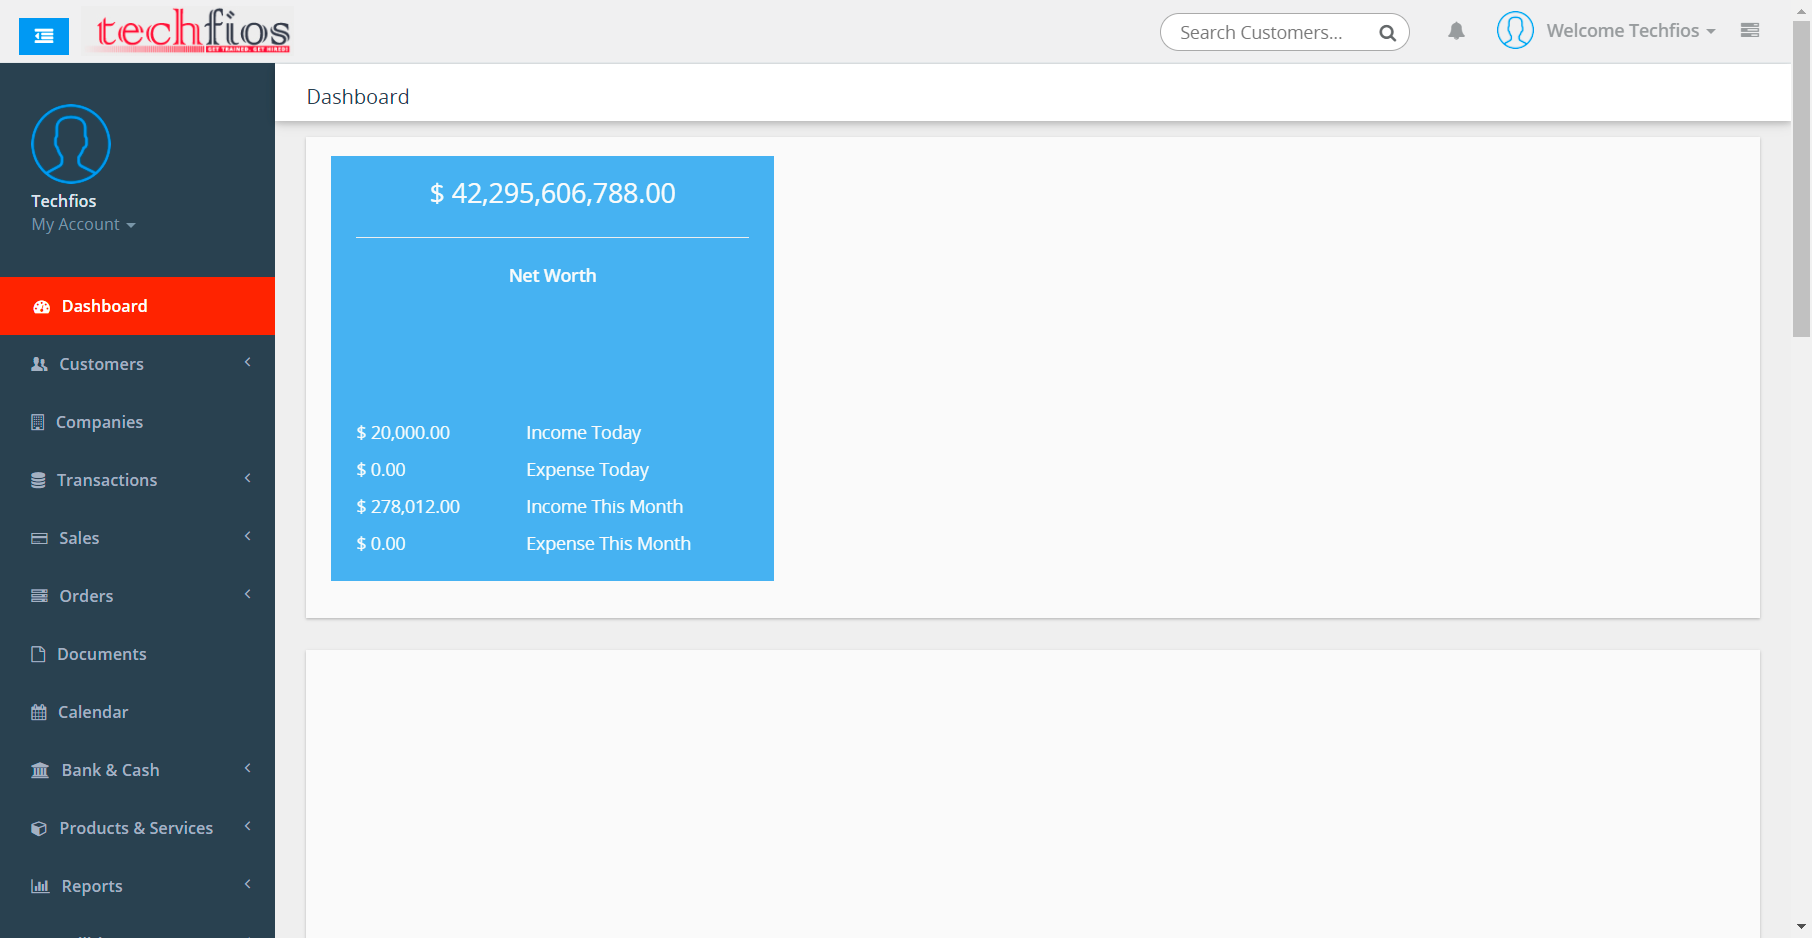 techfios
GET TRAINED. GET HIRED!
Search Customers...
Welcome Techfios
Dashboard
Techfios
My Account
Dashboard
Customers
Companies
Transactions
Sales
Orders
Documents
Calendar
Bank & Cash
Products & Services
Reports
$ 42,295,606,788.00
Net Worth
$ 20,000.00 Income Today
$ 0.00 Expense Today
$ 278,012.00 Income This Month
$ 0.00 Expense This Month